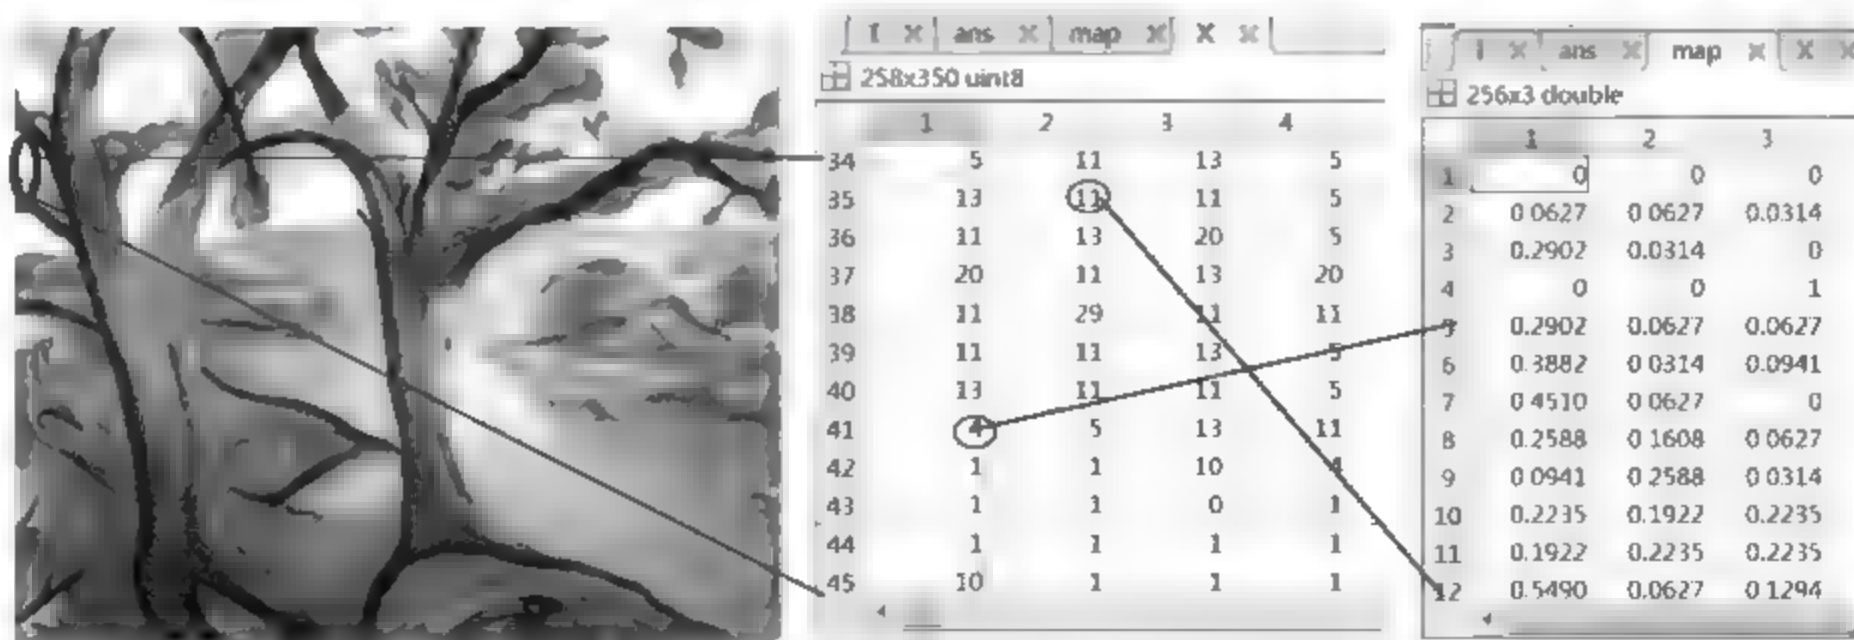 I ans map X
258x350 uint8
1 2 3 4
34 5 11 13 5
35 13 11 11 5
36 11 13 20 5
37 20 11 13 20
38 11 29 11 11
39 11 11 13 5
40 13 11 11 5
41 4 5 13 11
42 1 1 10 4
43 1 1 0 1
44 1 1 1 1
45 10 1 1 1
I ans map X
256x3 double
1 2 3
1 0 0 0
2 0.0627 0.0627 0.0314
3 0.2902 0.0314 0
4 0 0 1
5 0.2902 0.0627 0.0627
6 0.3882 0.0314 0.0941
7 0.4510 0.0627 0
8 0.2588 0.1608 0.0627
9 0.0941 0.2588 0.0314
10 0.2235 0.1922 0.2235
11 0.1922 0.2235 0.2235
12 0.5490 0.0627 0.1294